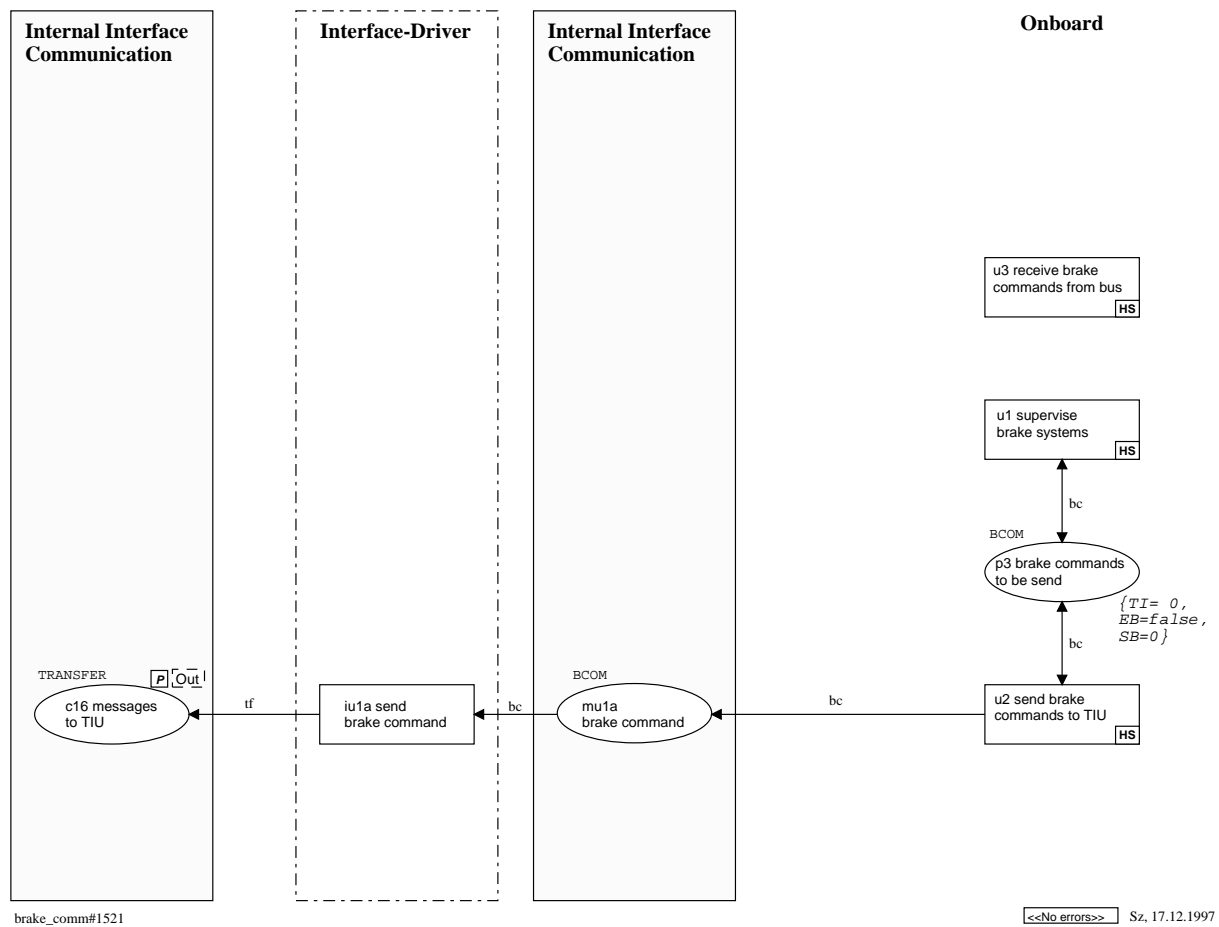 Internal Interface
Communication
Interface-Driver
Internal Interface
Communication
Onboard
u3 receive brake
commands from bus
HS
u1 supervise
brake systems
HS
bc
BCOM
p3 brake commands
to be send
{TI= 0,
EB=false,
SB=0}
bc
TRANSFER
P
Out
c16 messages
to TIU
tf
iu1a send
brake command
bc
BCOM
mu1a
brake command
bc
u2 send brake
commands to TIU
HS
brake_comm#1521
<<No errors>>
Sz, 17.12.1997